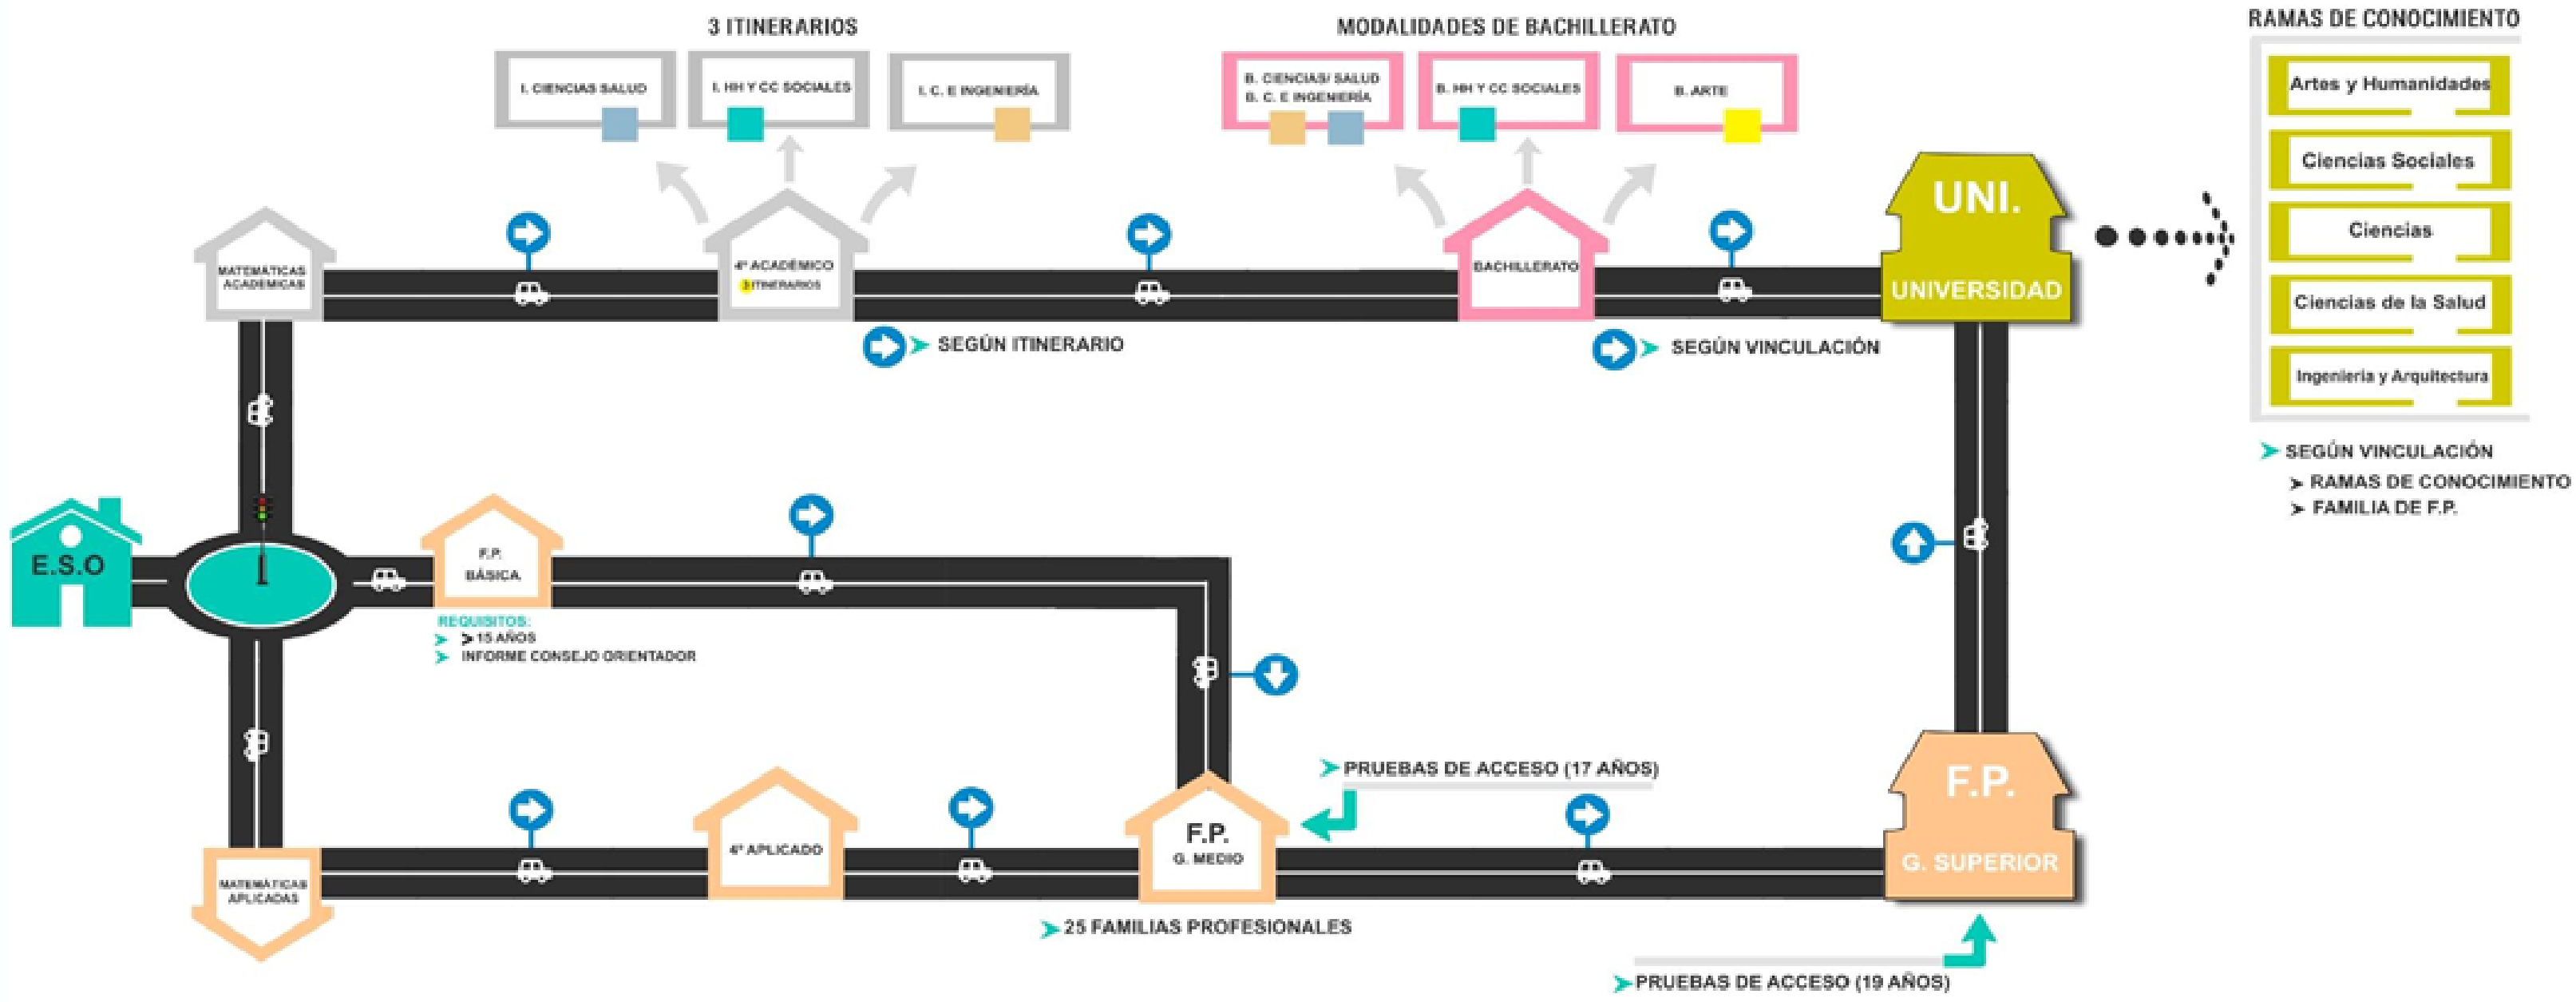 3 ITINERARIOS
I. CIENCIAS SALUD
I. HH Y CC SOCIALES
I. C. E INGENIERÍA
MODALIDADES DE BACHILLERATO
B. CIENCIAS/ SALUD
B. C. E INGENIERÍA
B. HH Y CC SOCIALES
B. ARTE
RAMAS DE CONOCIMIENTO
Artes y Humanidades
Ciencias Sociales
Ciencias
Ciencias de la Salud
Ingenieria y Arquitectura
SEGÚN VINCULACIÓN
RAMAS DE CONOCIMIENTO
FAMILIA DE F.P.
MATEMÁTICAS
ACADEMICAS
4º ACADÉMICO
3 ITINERARIOS
BACHILLERATO
UNI.
UNIVERSIDAD
SEGÚN ITINERARIO
SEGÚN VINCULACIÓN
E.S.O
F.P.
BÁSICA
REQUISITOS:
>15 AÑOS
INFORME CONSEJO ORIENTADOR
MATEMÁTICAS
APLICADAS
4º APLICADO
F.P.
G. MEDIO
25 FAMILIAS PROFESIONALES
PRUEBAS DE ACCESO (17 AÑOS)
F.P.
G. SUPERIOR
PRUEBAS DE ACCESO (19 AÑOS)